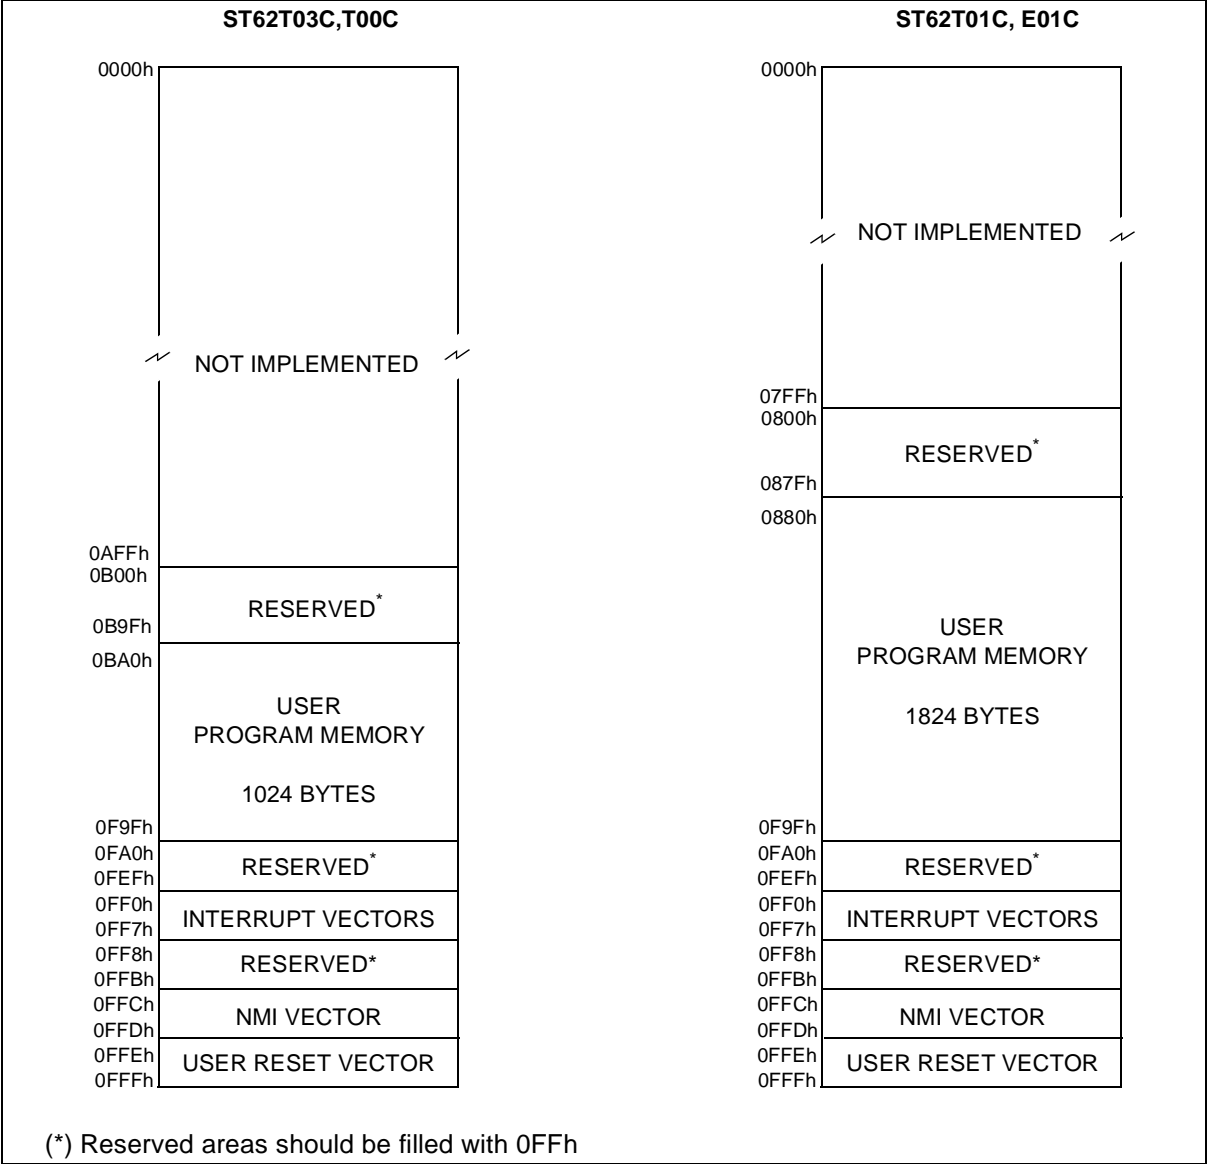 ST62T03C,T00C
0000h
NOT IMPLEMENTED
0AFFh
0B00h
RESERVED*
0B9Fh
0BA0h
USER
PROGRAM MEMORY
1024 BYTES
0F9Fh
0FA0h
RESERVED*
0FEFh
0FF0h
INTERRUPT VECTORS
0FF7h
0FF8h
RESERVED*
0FFBh
0FFCh
NMI VECTOR
0FFDh
0FFEh
USER RESET VECTOR
0FFFh
ST62T01C, E01C
0000h
NOT IMPLEMENTED
07FFh
0800h
RESERVED*
087Fh
0880h
USER
PROGRAM MEMORY
1824 BYTES
0F9Fh
0FA0h
RESERVED*
0FEFh
0FF0h
INTERRUPT VECTORS
0FF7h
0FF8h
RESERVED*
0FFBh
0FFCh
NMI VECTOR
0FFDh
0FFEh
USER RESET VECTOR
0FFFh
(*) Reserved areas should be filled with 0FFh